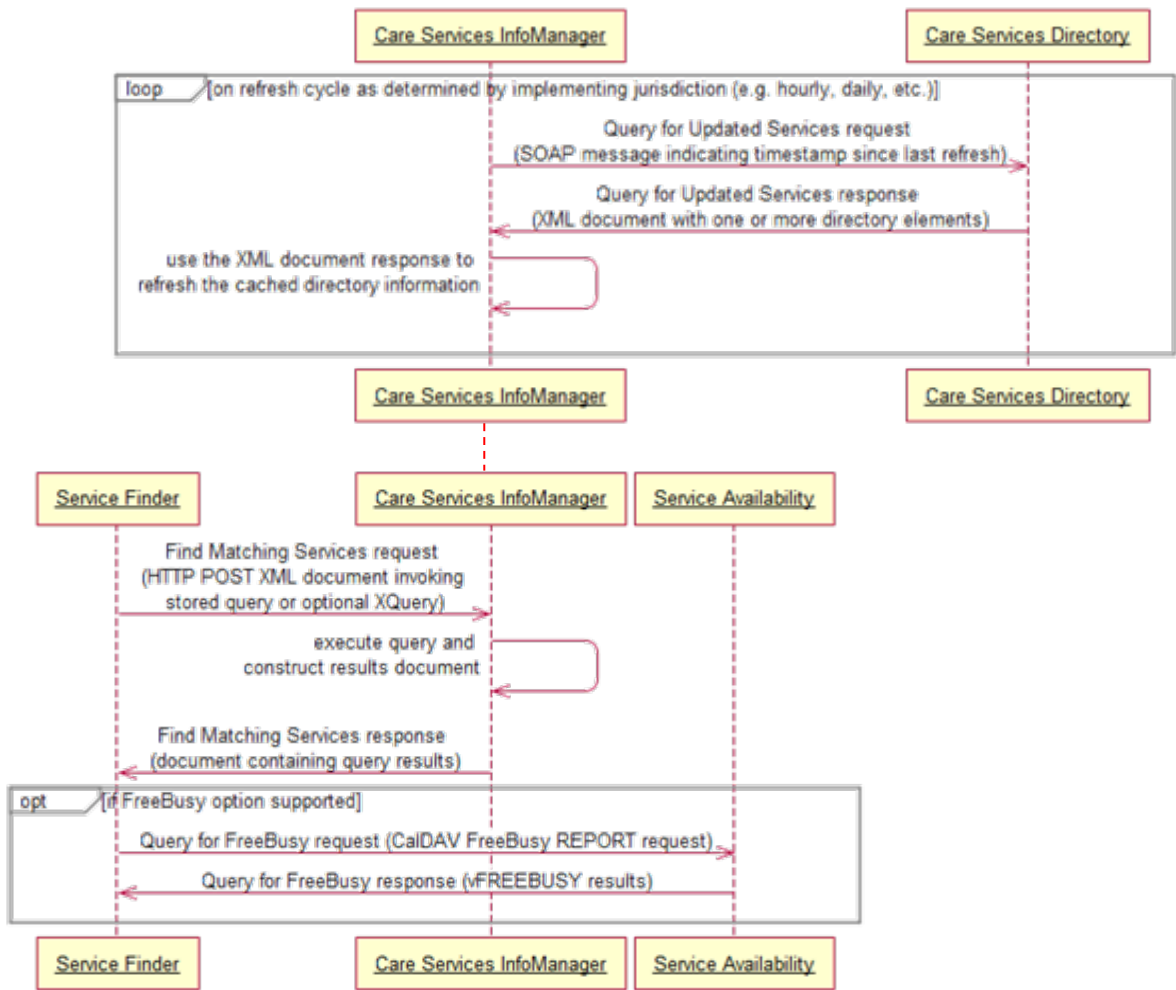 Care Services InfoManager
Care Services Directory
loop
[on refresh cycle as determined by implementing jurisdiction (e.g. hourly, daily, etc.)]
Query for Updated Services request
(SOAP message indicating timestamp since last refresh)
Query for Updated Services response
(XML document with one or more directory elements)
use the XML document response to
refresh the cached directory information
Care Services InfoManager
Care Services Directory
Service Finder
Care Services InfoManager
Service Availability
Find Matching Services request
(HTTP POST XML document invoking
stored query or optional XQuery)
execute query and
construct results document
Find Matching Services response
(document containing query results)
opt
[if FreeBusy option supported]
Query for FreeBusy request (CalDAV FreeBusy REPORT request)
Query for FreeBusy response (vFREEBUSY results)
Service Finder
Care Services InfoManager
Service Availability